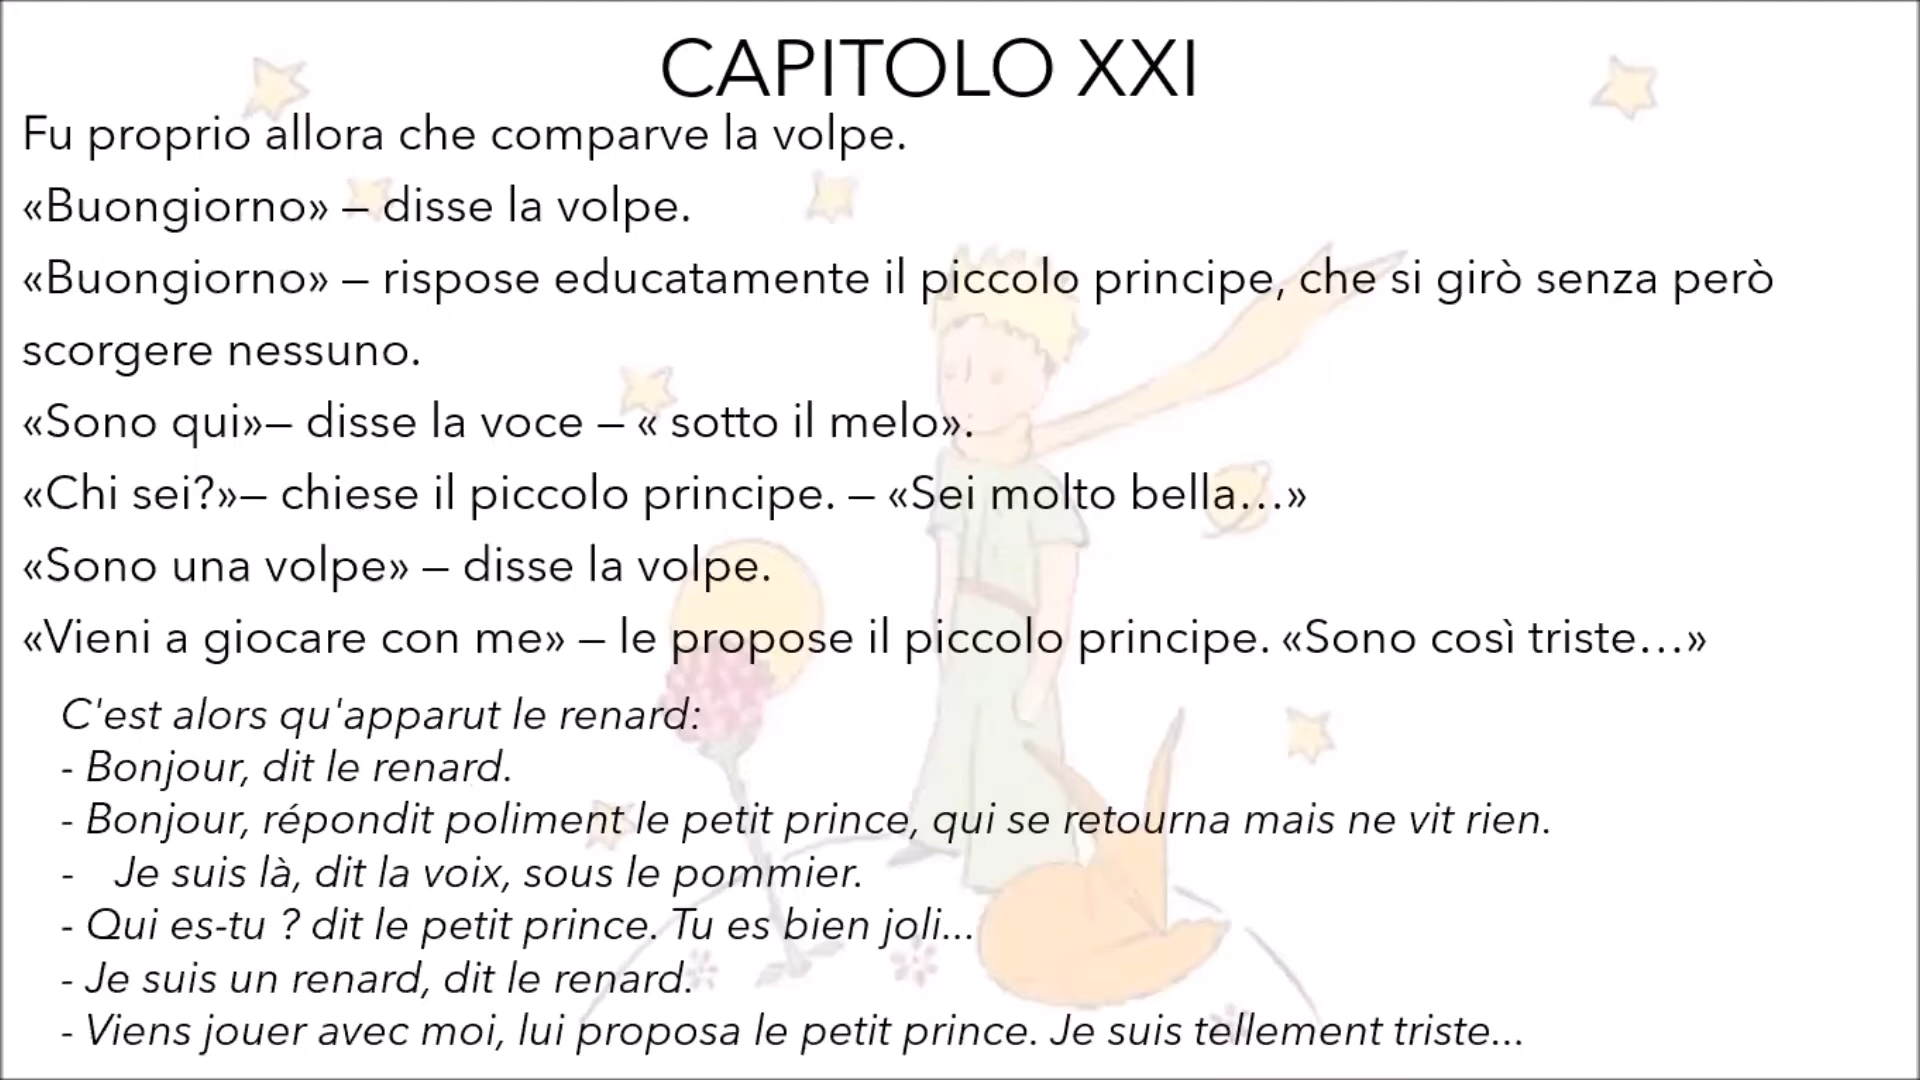 CAPITOLO XXI
Fu proprio allora che comparve la volpe.
«Buongiorno» – disse la volpe.
«Buongiorno» – rispose educatamente il piccolo principe, che si girò senza però
scorgere nessuno.
«Sono qui»– disse la voce – « sotto il melo».
«Chi sei?»– chiese il piccolo principe. – «Sei molto bella...»
«Sono una volpe» – disse la volpe.
«Vieni a giocare con me» – le propose il piccolo principe. «Sono così triste...»
C'est alors qu'apparut le renard:
- Bonjour, dit le renard.
- Bonjour, répondit poliment le petit prince, qui se retourna mais ne vit rien.
- Je suis là, dit la voix, sous le pommier.
- Qui es-tu ? dit le petit prince. Tu es bien joli...
- Je suis un renard, dit le renard.
- Viens jouer avec moi, lui proposa le petit prince. Je suis tellement triste...